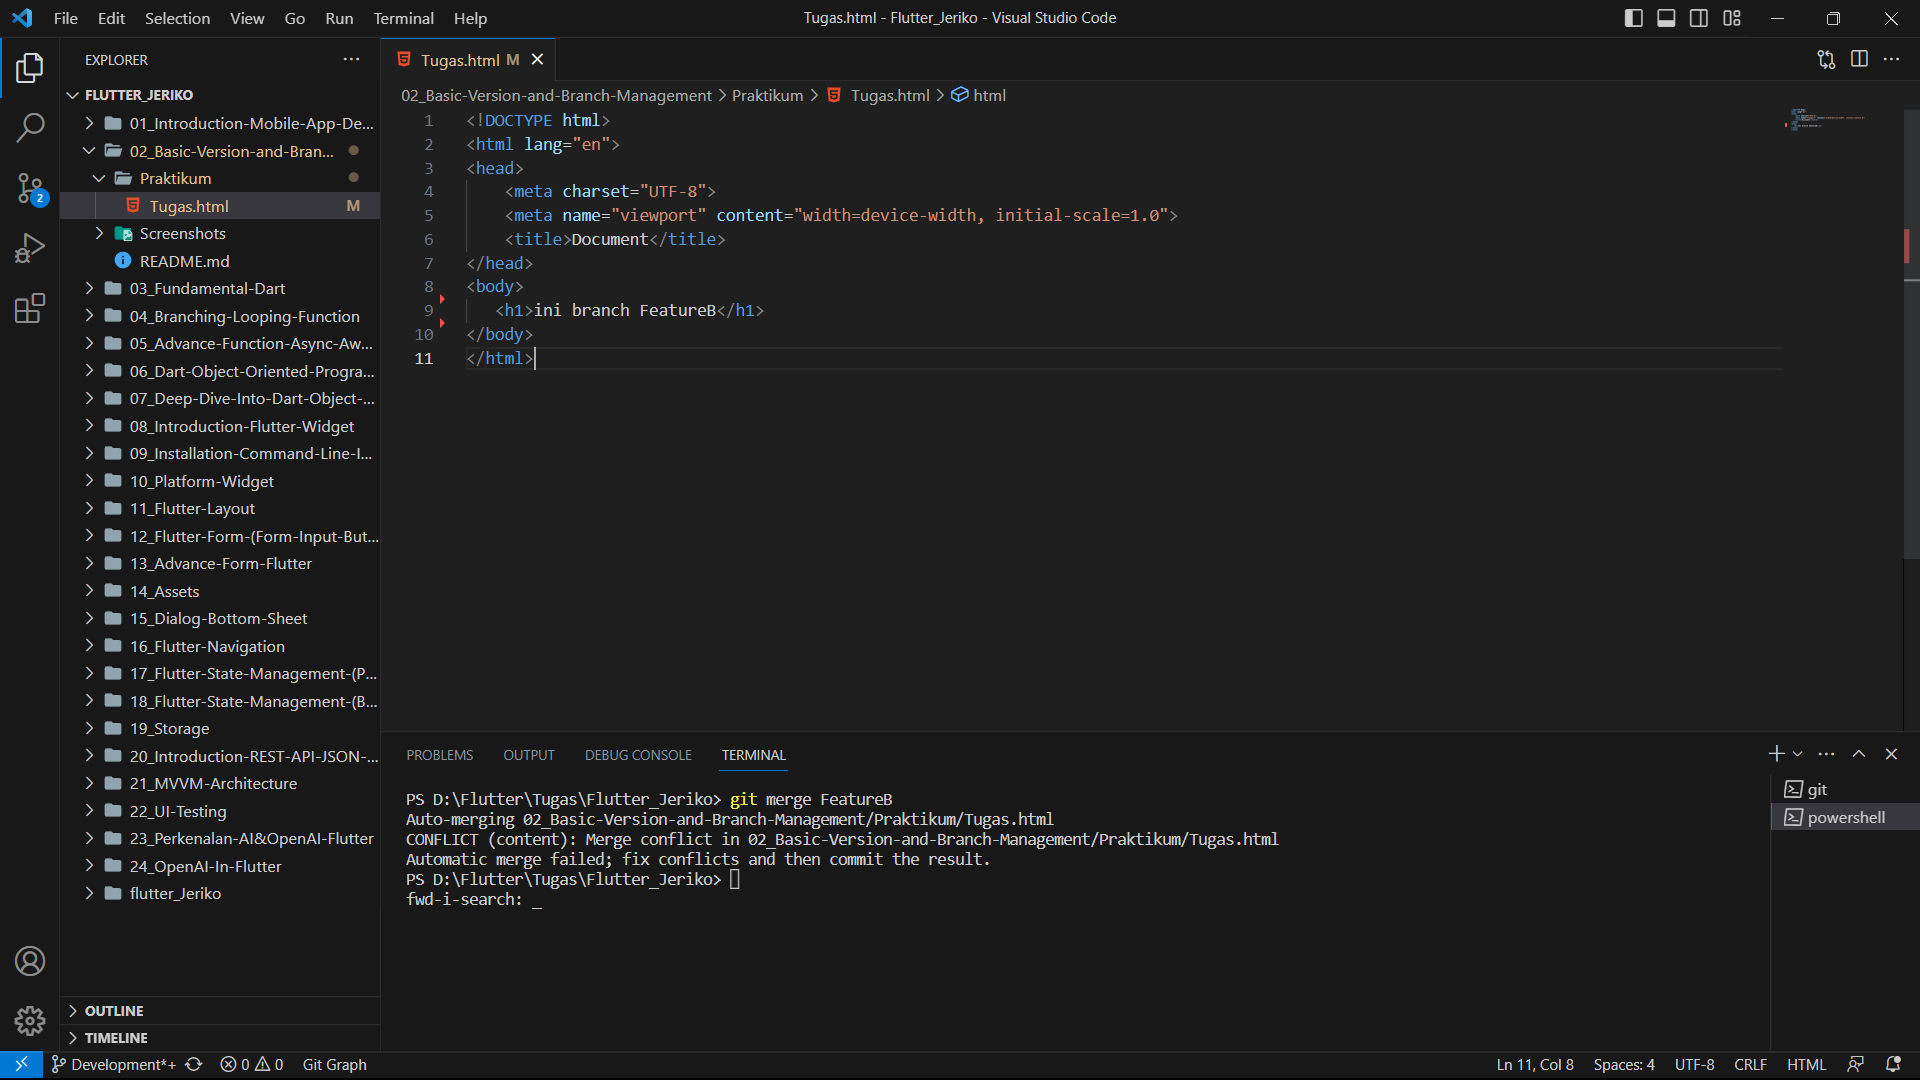 File Edit Selection View Go Run Terminal Help
Tugas.html - Flutter_Jeriko - Visual Studio Code
EXPLORER
FLUTTER_JERIKO
01_Introduction-Mobile-App-De...
02_Basic-Version-and-Bran...
Praktikum
Tugas.html M
Screenshots
README.md
03_Fundamental-Dart
04_Branching-Looping-Function
05_Advance-Function-Async-Aw...
06_Dart-Object-Oriented-Progra...
07_Deep-Dive-Into-Dart-Object-...
08_Introduction-Flutter-Widget
09_Installation-Command-Line-I...
10_Platform-Widget
11_Flutter-Layout
12_Flutter-Form-(Form-Input-But...
13_Advance-Form-Flutter
14_Assets
15_Dialog-Bottom-Sheet
16_Flutter-Navigation
17_Flutter-State-Management-(P...
18_Flutter-State-Management-(B...
19_Storage
20_Introduction-REST-API-JSON-...
21_MVVM-Architecture
22_UI-Testing
23_Perkenalan-AI&OpenAI-Flutter
24_OpenAI-In-Flutter
flutter_Jeriko
OUTLINE
TIMELINE
2
Tugas.html M
02_Basic-Version-and-Branch-Management > Praktikum > Tugas.html > html
1 <!DOCTYPE html>
2 <html lang="en">
3 <head>
4 <meta charset="UTF-8">
5 <meta name="viewport" content="width=device-width, initial-scale=1.0">
6 <title>Document</title>
7 </head>
8 <body>
9 <h1>ini branch FeatureB</h1>
10 </body>
11 </html>
PROBLEMS OUTPUT DEBUG CONSOLE TERMINAL
PS D:\Flutter\Tugas\Flutter_Jeriko> git merge FeatureB
Auto-merging 02_Basic-Version-and-Branch-Management/Praktikum/Tugas.html
CONFLICT (content): Merge conflict in 02_Basic-Version-and-Branch-Management/Praktikum/Tugas.html
Automatic merge failed; fix conflicts and then commit the result.
PS D:\Flutter\Tugas\Flutter_Jeriko>
fwd-i-search: _
git
powershell
Development*+ 0 0 Git Graph
Ln 11, Col 8 Spaces: 4 UTF-8 CRLF HTML